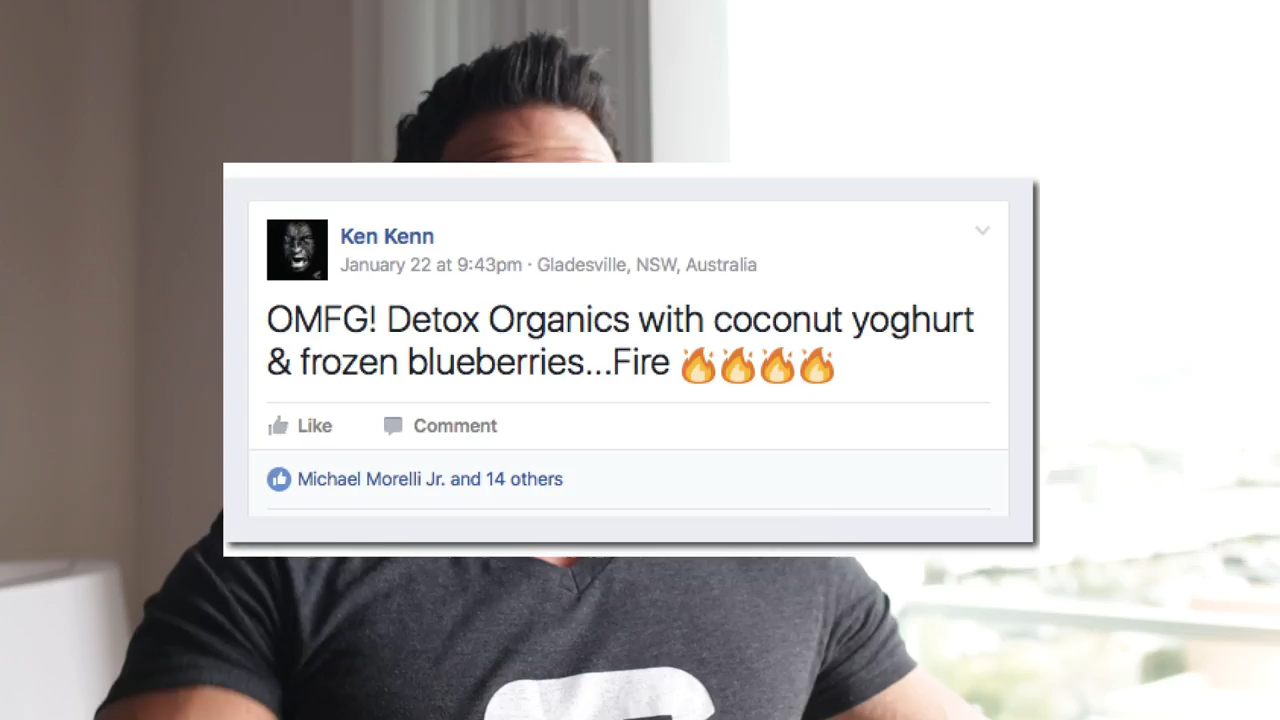 Ken Kenn
January 22 at 9:43pm · Gladesville, NSW, Australia
OMFG! Detox Organics with coconut yoghurt
& frozen blueberries...Fire 🔥🔥🔥🔥
Like Comment
Michael Morelli Jr. and 14 others